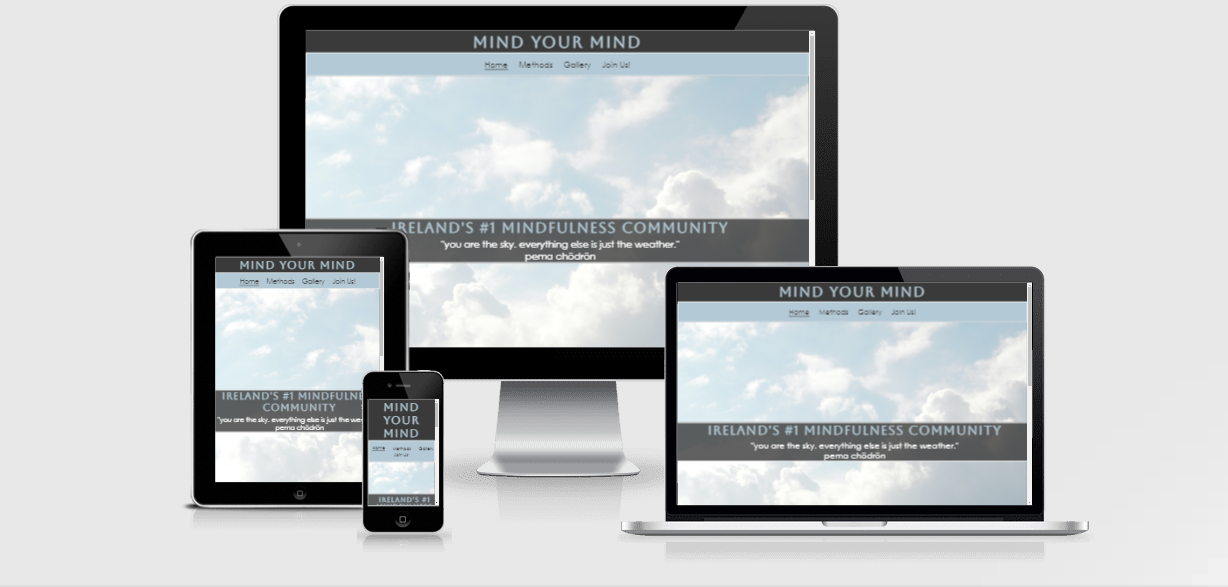 MIND YOUR MIND
Home Methods Gallery Join Us!
IRELAND'S #1 MINDFULNESS COMMUNITY
"you are the sky. everything else is just the weather."
pema chödrön
MIND YOUR MIND
Home Methods Gallery Join Us!
IRELAND'S #1 MINDFULNE
COMMUNITY
"you are the sky. everything else is just the we
pema chödrön
MIND
YOUR
MIND
Home Methods Gallery
Join Us!
IRELAND'S #1
MIND YOUR MIND
Home Methods Gallery Join Us!
IRELAND'S #1 MINDFULNESS COMMUNITY
"you are the sky. everything else is just the weather."
pema chödrön